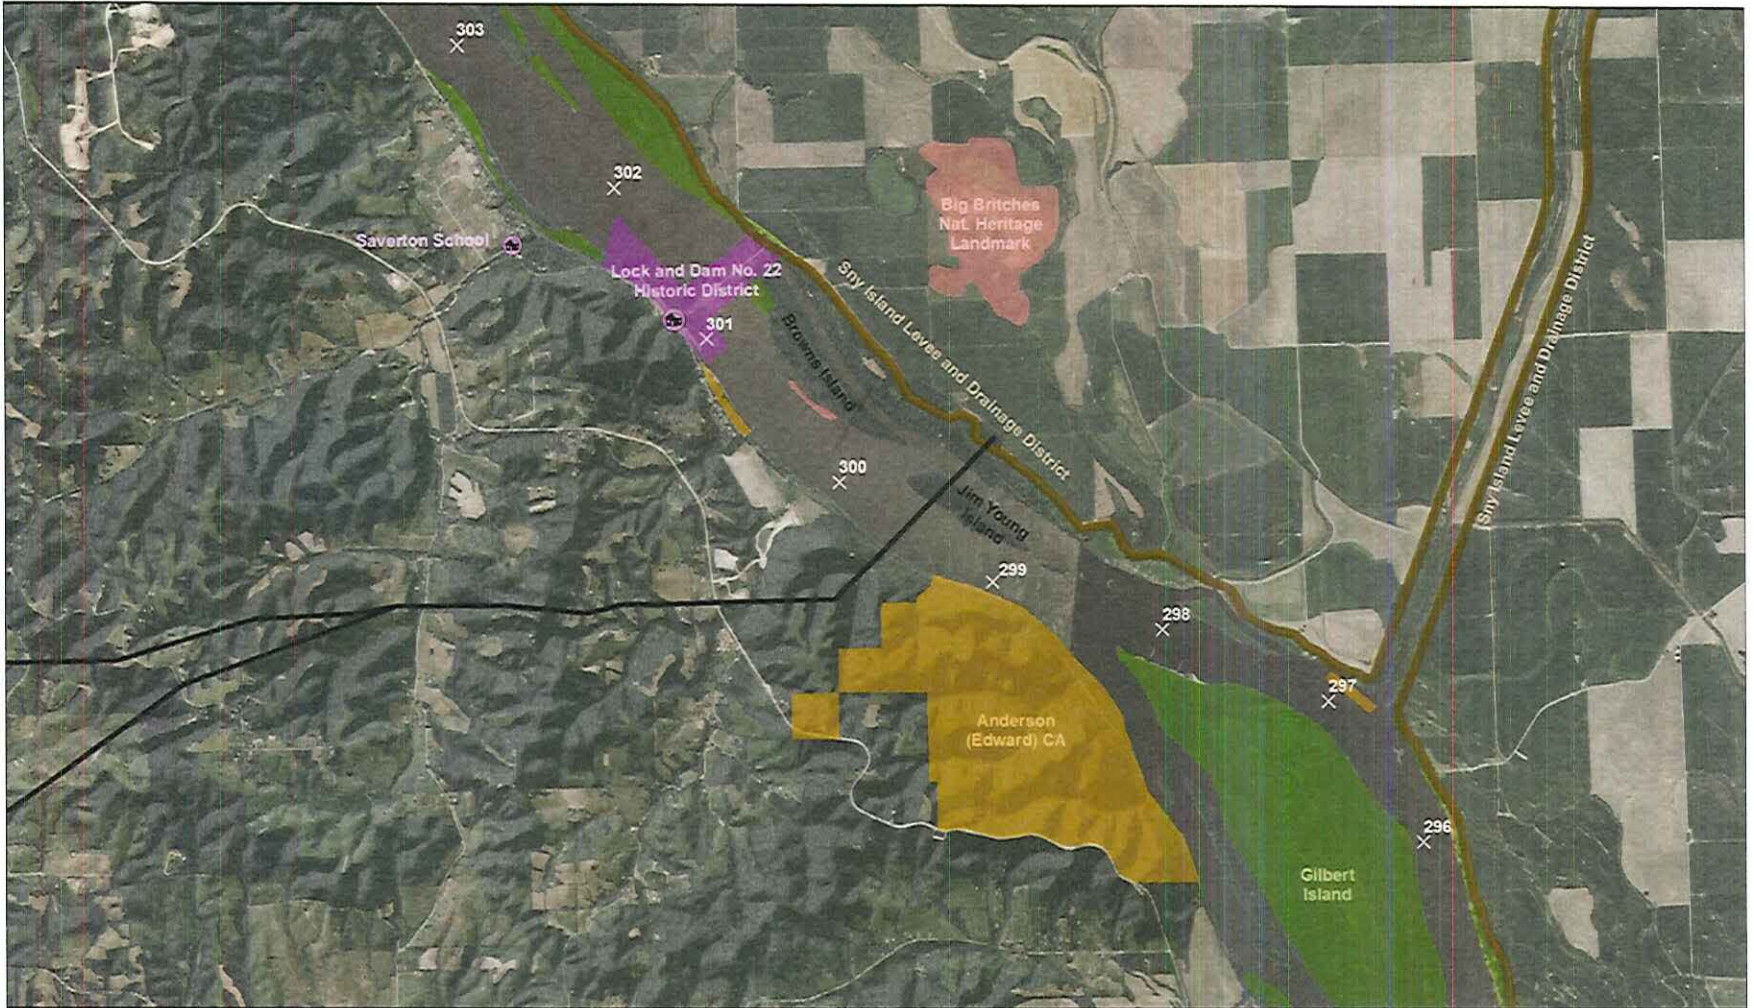 303
302
Big Britches
Nat. Heritage
Landmark
Saverton School
Lock and Dam No. 22
Historic District
Sny Island Levee and Drainage District
Sny Island Levee and Drainage District
301
Browns Island
300
Jim Young
Island
299
298
297
Anderson
(Edward) CA
296
Gilbert
Island